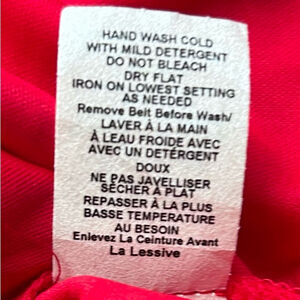 HAND WASH COLD
WITH MILD DETERGENT
DO NOT BLEACH
DRY FLAT
IRON ON LOWEST SETTING
AS NEEDED
Remove Belt Before Wash/
LAVER À LA MAIN
À LEAU FROIDE AVEC
AVEC UN DÉTERGENT
DOUX
NE PAS JAVELLISER
SÉCHER À PLAT
REPASSER À LA PLUS
BASSE TEMPERATURE
AU BESOIN
Enlevez La Ceinture Avant
La Lessive